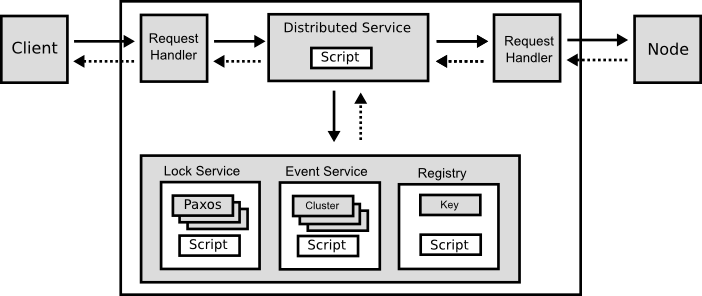 Client
Request
Handler
Distributed Service
Script
Request
Handler
Node
Lock Service
Event Service
Registry
Paxos
Cluster
Key
Script
Script
Script